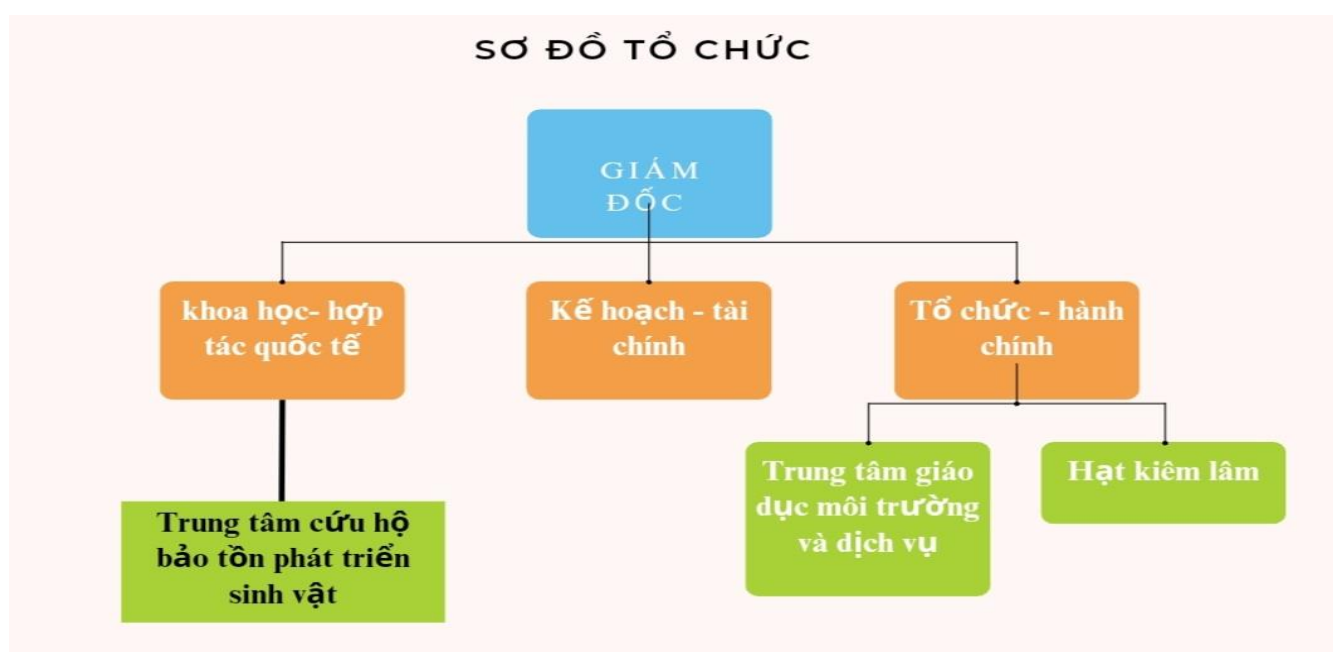 SƠ ĐỒ TỔ CHỨC
GIÁM
ĐỐC
khoa học- hợp
tác quốc tế
Kế hoạch - tài
chính
Tổ chức - hành
chính
Trung tâm cứu hộ
bảo tồn phát triển
sinh vật
Trung tâm giáo
dục môi trường
và dịch vụ
Hạt kiêm lâm